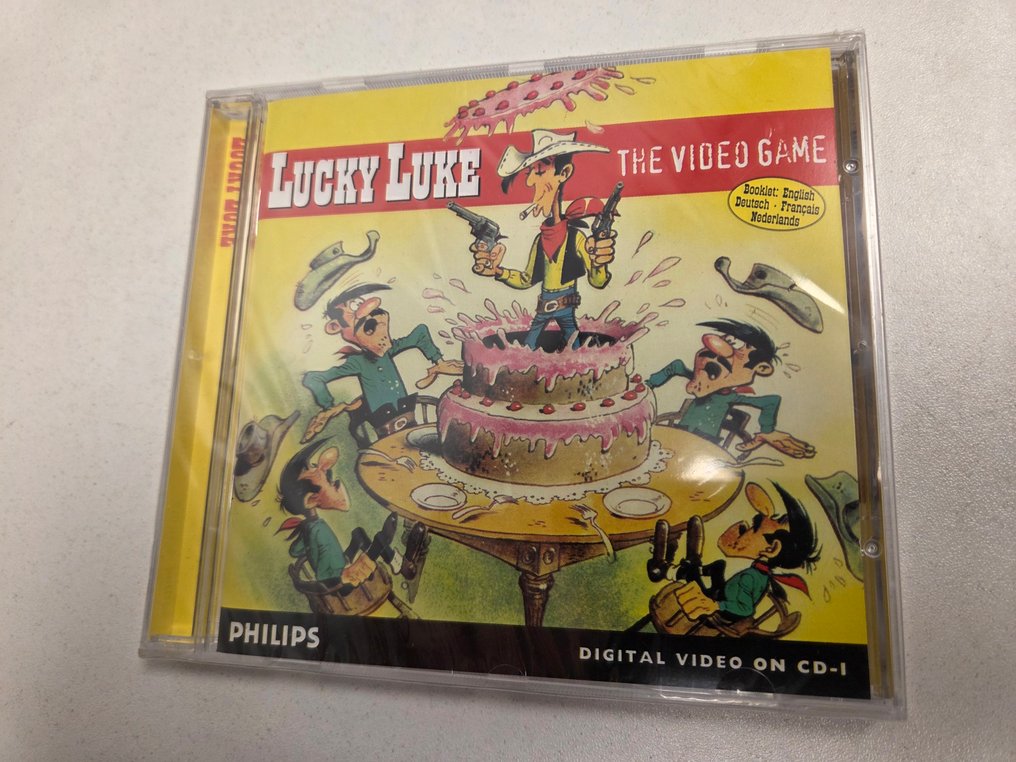 LUCKY LUKE
THE VIDEO GAME
Booklet: English
Deutsch · Français
Nederlands
LUCKY LUKE
PHILIPS
DIGITAL VIDEO ON CD-I